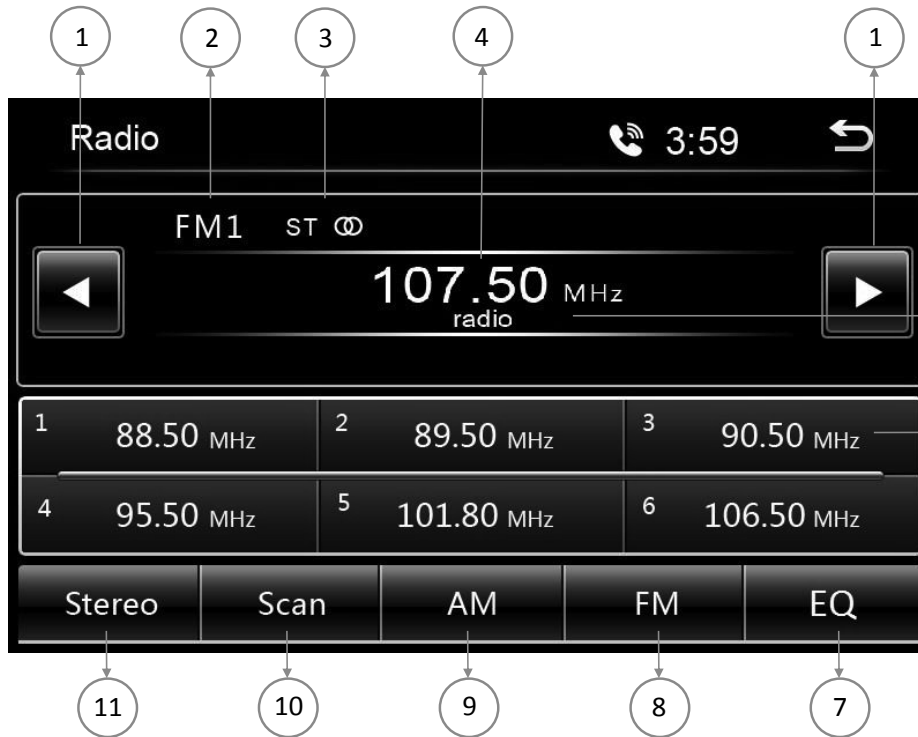 1 2 3 4 1
Radio 3:59
FM1 ST
107.50 MHz
radio
1 88.50 MHz 2 89.50 MHz 3 90.50 MHz
4 95.50 MHz 5 101.80 MHz 6 106.50 MHz
Stereo Scan AM FM EQ
11 10 9 8 7